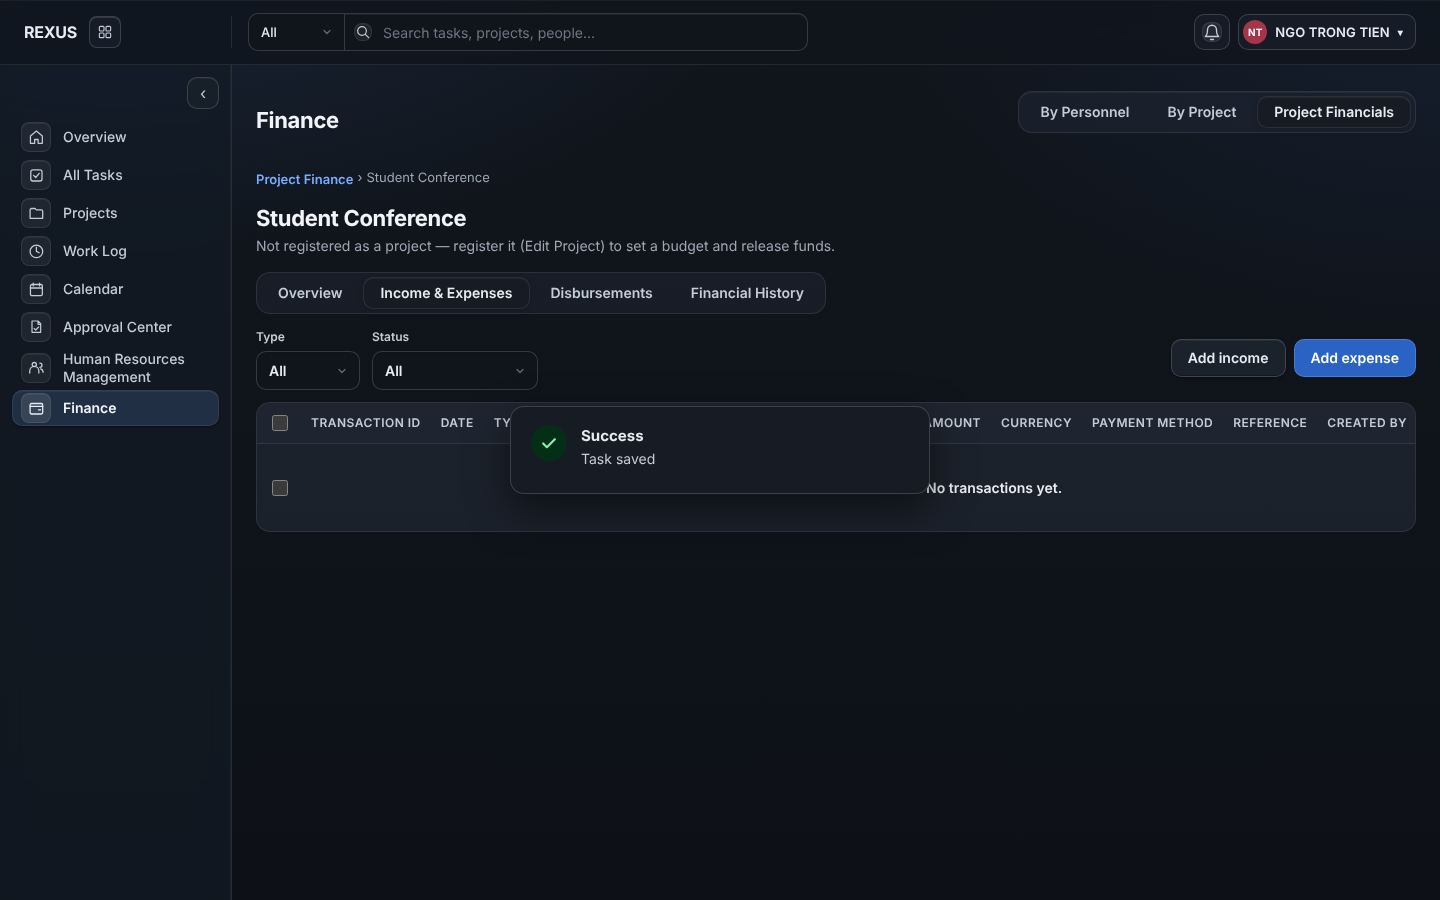 REXUS
All
Search tasks, projects, people...
NT
NGO TRONG TIEN
Overview
All Tasks
Projects
Work Log
Calendar
Approval Center
Human Resources
Management
Finance
Finance
By Personnel
By Project
Project Financials
Project Finance › Student Conference
Student Conference
Not registered as a project — register it (Edit Project) to set a budget and release funds.
Overview
Income & Expenses
Disbursements
Financial History
Type
Status
All
All
Add income
Add expense
TRANSACTION ID DATE CURRENCY PAYMENT METHOD REFERENCE CREATED BY
Success
Task saved
No transactions yet.